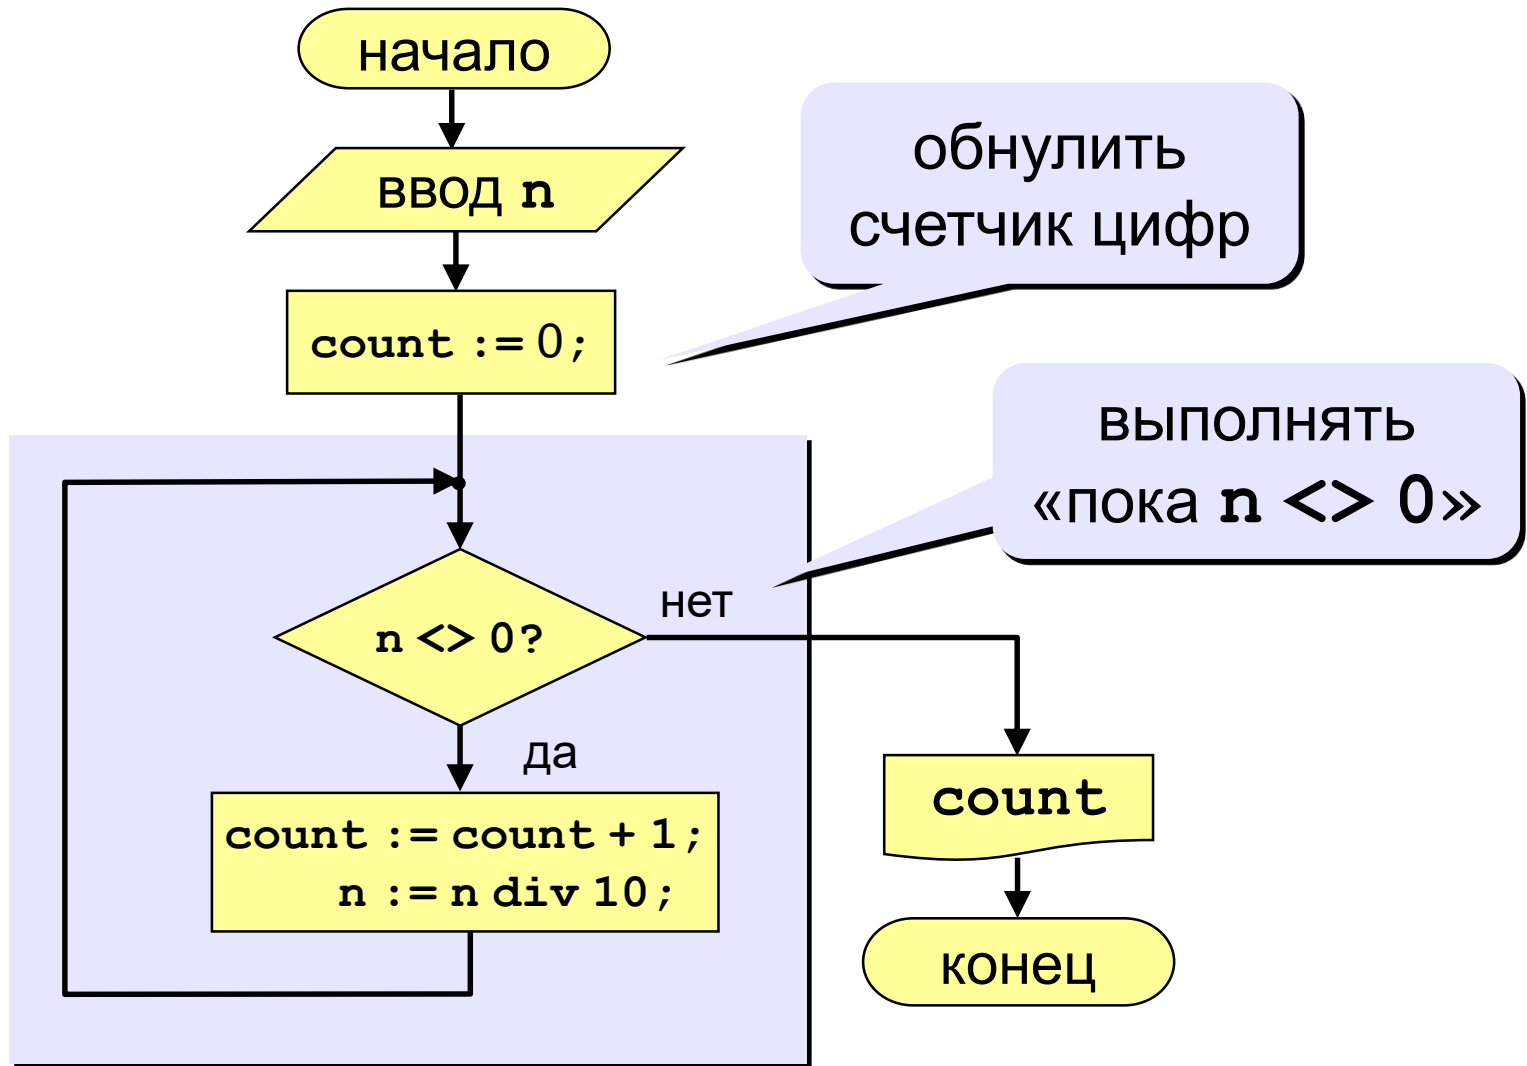 начало
ввод n
обнулить
счетчик цифр
count := 0;
выполнять
«пока n <> 0»
n <> 0?
нет
да
count := count + 1;
n := n div 10;
count
конец